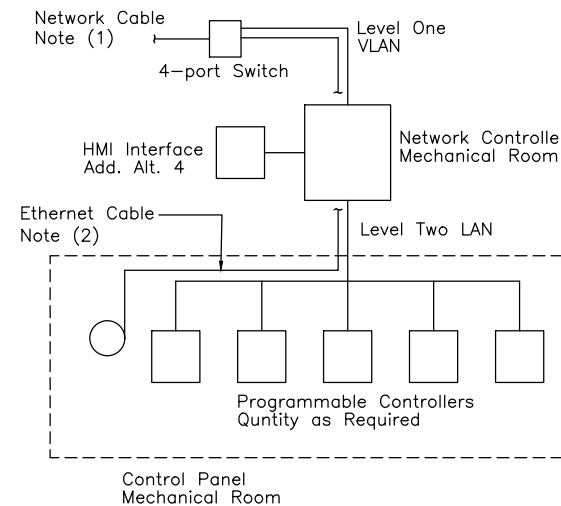 Network Cable
Note (1)
Level One
VLAN
4-port Switch
Network Controlle
Mechanical Room
HMI Interface
Add. Alt. 4
Ethernet Cable
Note (2)
Level Two LAN
Programmable Controllers
Quntity as Required
Control Panel
Mechanical Room